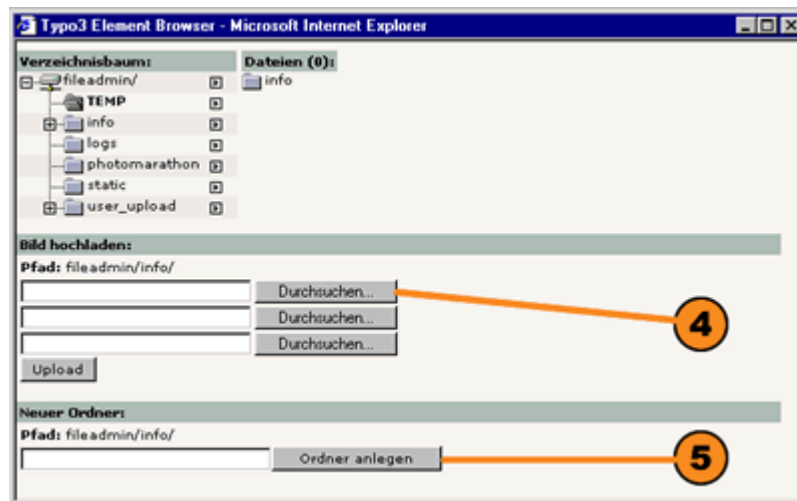 Typo3 Element Browser - Microsoft Internet Explorer
Verzeichnisbaum:
fileadmin/
TEMP
info
logs
photomarathon
static
user_upload
Dateien (0):
info
Bild hochladen:
Pfad: fileadmin/info/
Durchsuchen...
4
Durchsuchen...
Durchsuchen...
Upload
Neuer Ordner:
Pfad: fileadmin/info/
Ordner anlegen
5